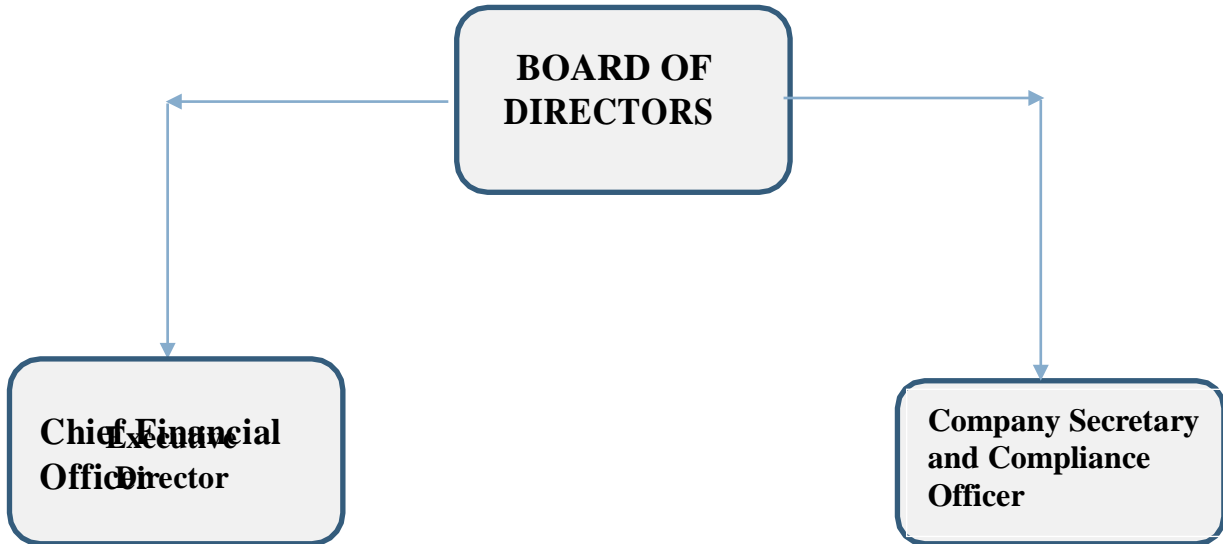 BOARD OF
DIRECTORS
Chief Financial
Officer
Executive
Director
Company Secretary
and Compliance
Officer